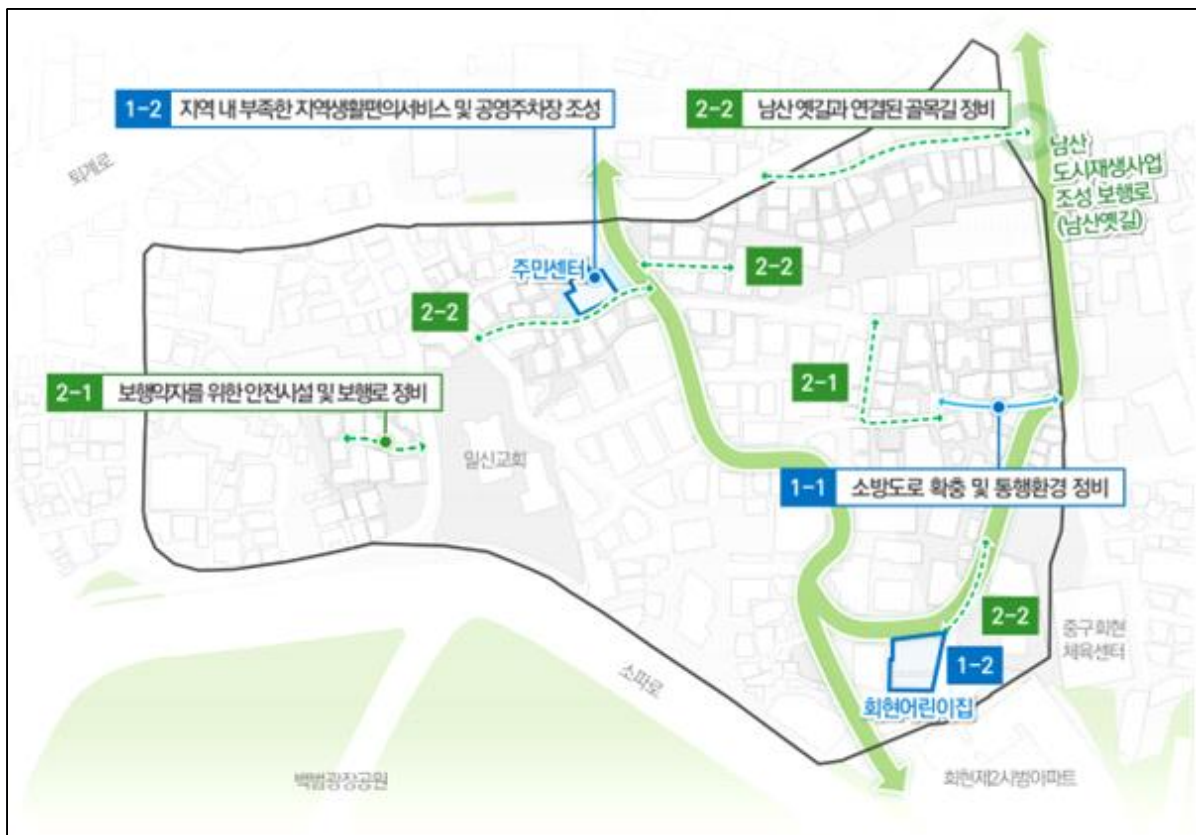 1-2 지역 내 부족한 지역생활편의서비스 및 공영주차장 조성
2-2 남산 옛길과 연결된 골목길 정비
퇴계로
남산
도시재생사업
조성 보행로
(남산옛길)
주민센터
2-2
2-2
2-1
2-1 보행약자를 위한 안전시설 및 보행로 정비
일신교회
1-1 소방도로 확충 및 통행환경 정비
2-2
중구회현
체육센터
1-2
회현어린이집
소파로
백범광장공원
회현제2시범아파트